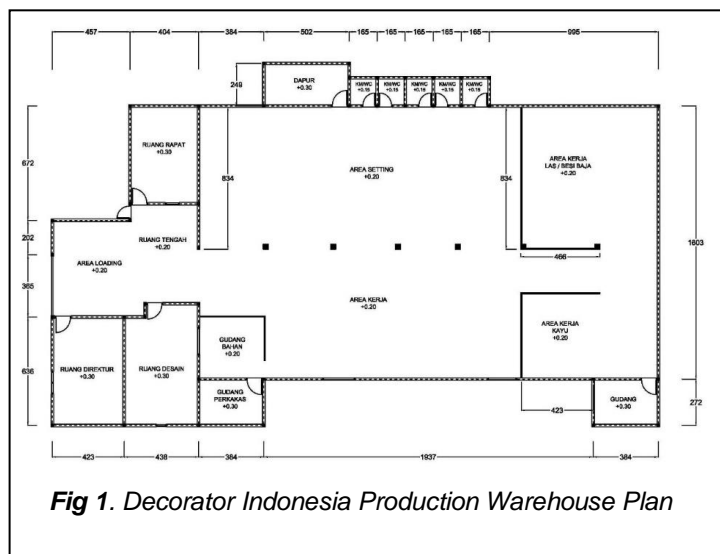 457 404 384 502 165 165 165 165 165 995
249
DAPUR
+0.30
KM/WC
+0.15
KM/WC
+0.15
KM/WC
+0.15
KM/WC
+0.15
KM/WC
+0.15
RUANG RAPAT
+0.30
672
834
AREA SETTING
+0.20
834
AREA KERJA
LAS / BESI BAJA
+0.20
RUANG TENGAH
+0.20
202
466
1603
AREA LOADING
+0.20
365
AREA KERJA
+0.20
GUDANG
BAHAN
+0.20
AREA KERJA
KAYU
+0.20
RUANG DIREKTUR
+0.30
RUANG DESAIN
+0.30
636
GUDANG
PERKAKAS
+0.30
423
GUDANG
+0.30
272
423 438 384 1937 384
Fig 1. Decorator Indonesia Production Warehouse Plan